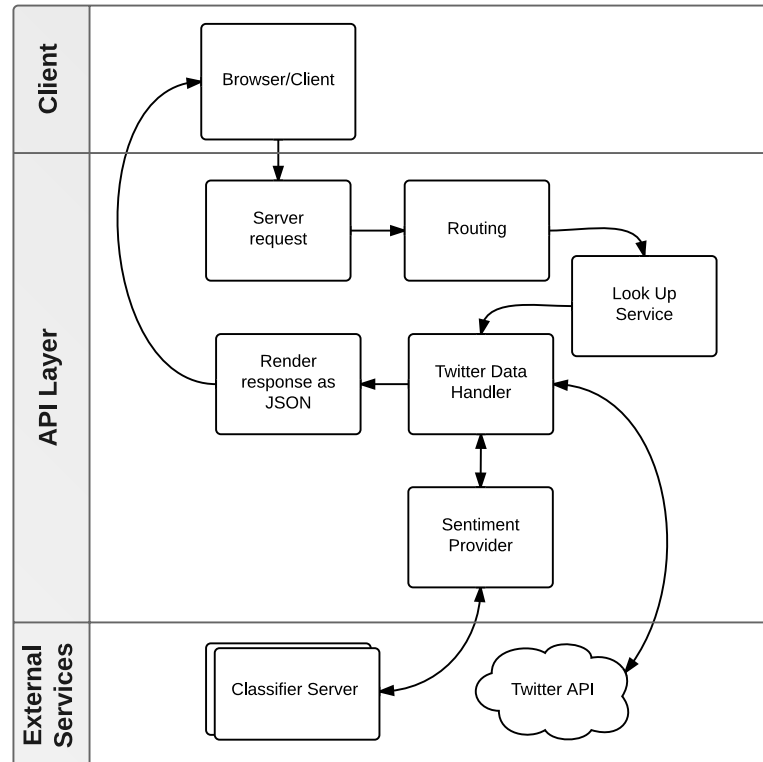 Client
Browser/Client
API Layer
Server
request
Routing
Look Up
Service
Render
response as
JSON
Twitter Data
Handler
Sentiment
Provider
External
Services
Classifier Server
Twitter API